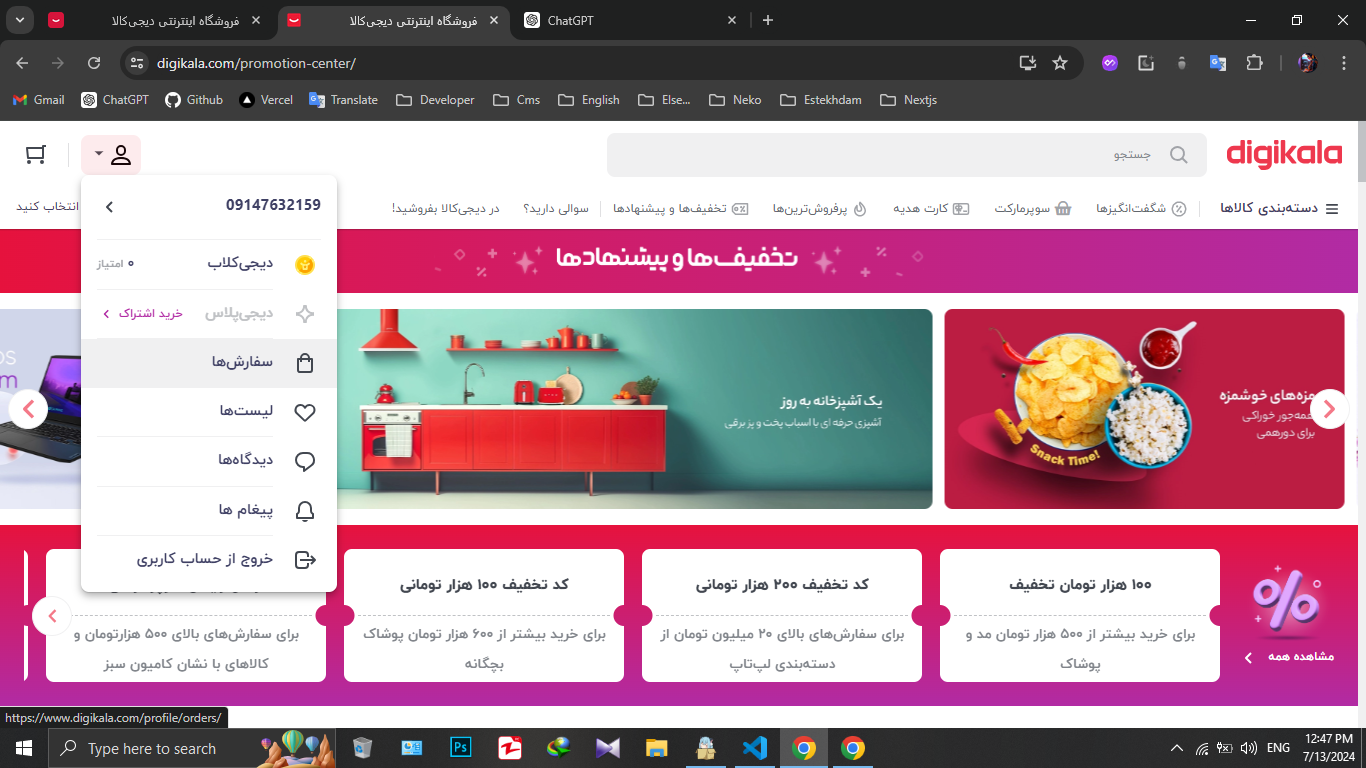 فروشگاه اینترنتی دیجی‌کالا
فروشگاه اینترنتی دیجی‌کالا
ChatGPT
digikala.com/promotion-center/
Gmail
ChatGPT
Github
Vercel
Translate
Developer
Cms
English
Else...
Neko
Estekhdam
Nextjs
digikala
جستجو
دسته‌بندی کالاها
شگفت‌انگیزها
سوپرمارکت
کارت هدیه
پرفروش‌ترین‌ها
تخفیف‌ها و پیشنهادها
سوالی دارید؟
در دیجی‌کالا بفروشید!
انتخاب کنید
09147632159
دیجی‌کلاب
۰ امتیاز
دیجی‌پلاس
خرید اشتراک
سفارش‌ها
لیست‌ها
دیدگاه‌ها
پیغام ها
خروج از حساب کاربری
تخفیف‌ها و پیشنهادها
مزه‌های خوشمزه
همه‌جور خوراکی
برای دورهمی
Snack Time!
یک آشپزخانه به روز
آشپزی حرفه ای با اسباب پخت و پز برقی
مشاهده همه
۱۰۰ هزار تومان تخفیف
برای خرید بیشتر از ۵۰۰ هزار تومان مد و
پوشاک
کد تخفیف ۲۰۰ هزار تومانی
برای سفارش‌های بالای ۲۰ میلیون تومان از
دسته‌بندی لپ‌تاپ
کد تخفیف ۱۰۰ هزار تومانی
برای خرید بیشتر از ۶۰۰ هزار تومان پوشاک
بچگانه
برای سفارش‌های بالای ۵۰۰ هزارتومان و
کالاهای با نشان کامیون سبز
https://www.digikala.com/profile/orders/
Type here to search
Ps
ENG
12:47 PM
7/13/2024